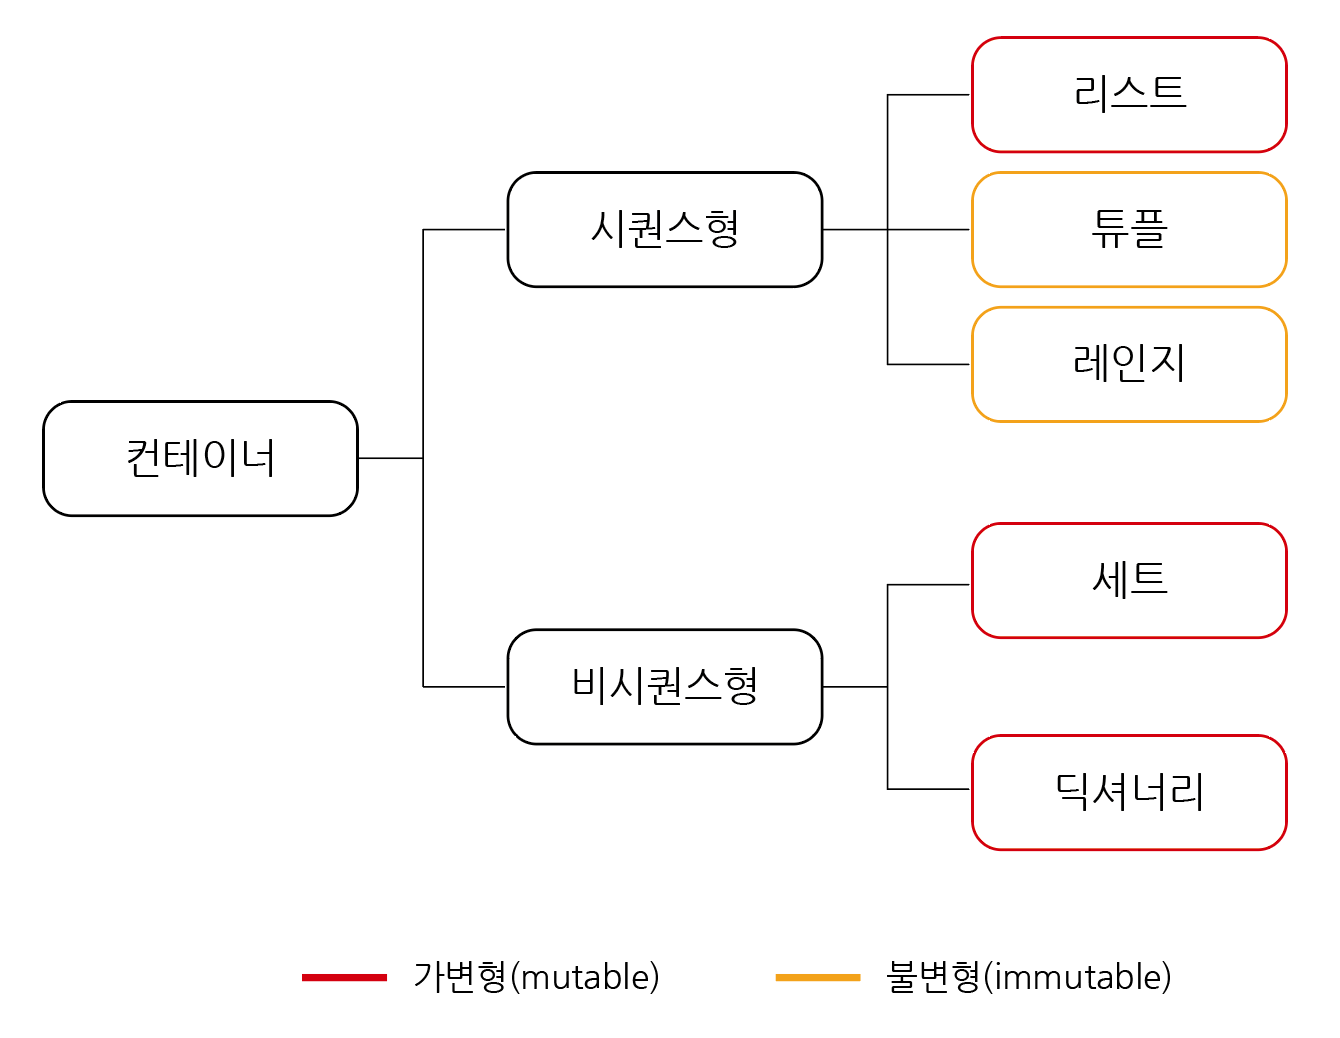 리스트
시퀀스형
튜플
레인지
컨테이너
세트
비시퀀스형
딕셔너리
가변형(mutable)
불변형(immutable)